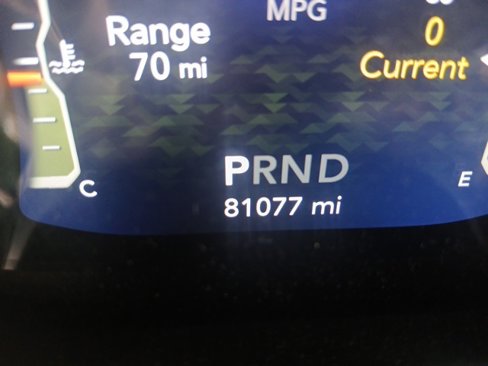 MPG
Range
70 mi
0
Current
C
E
PRND
81077 mi